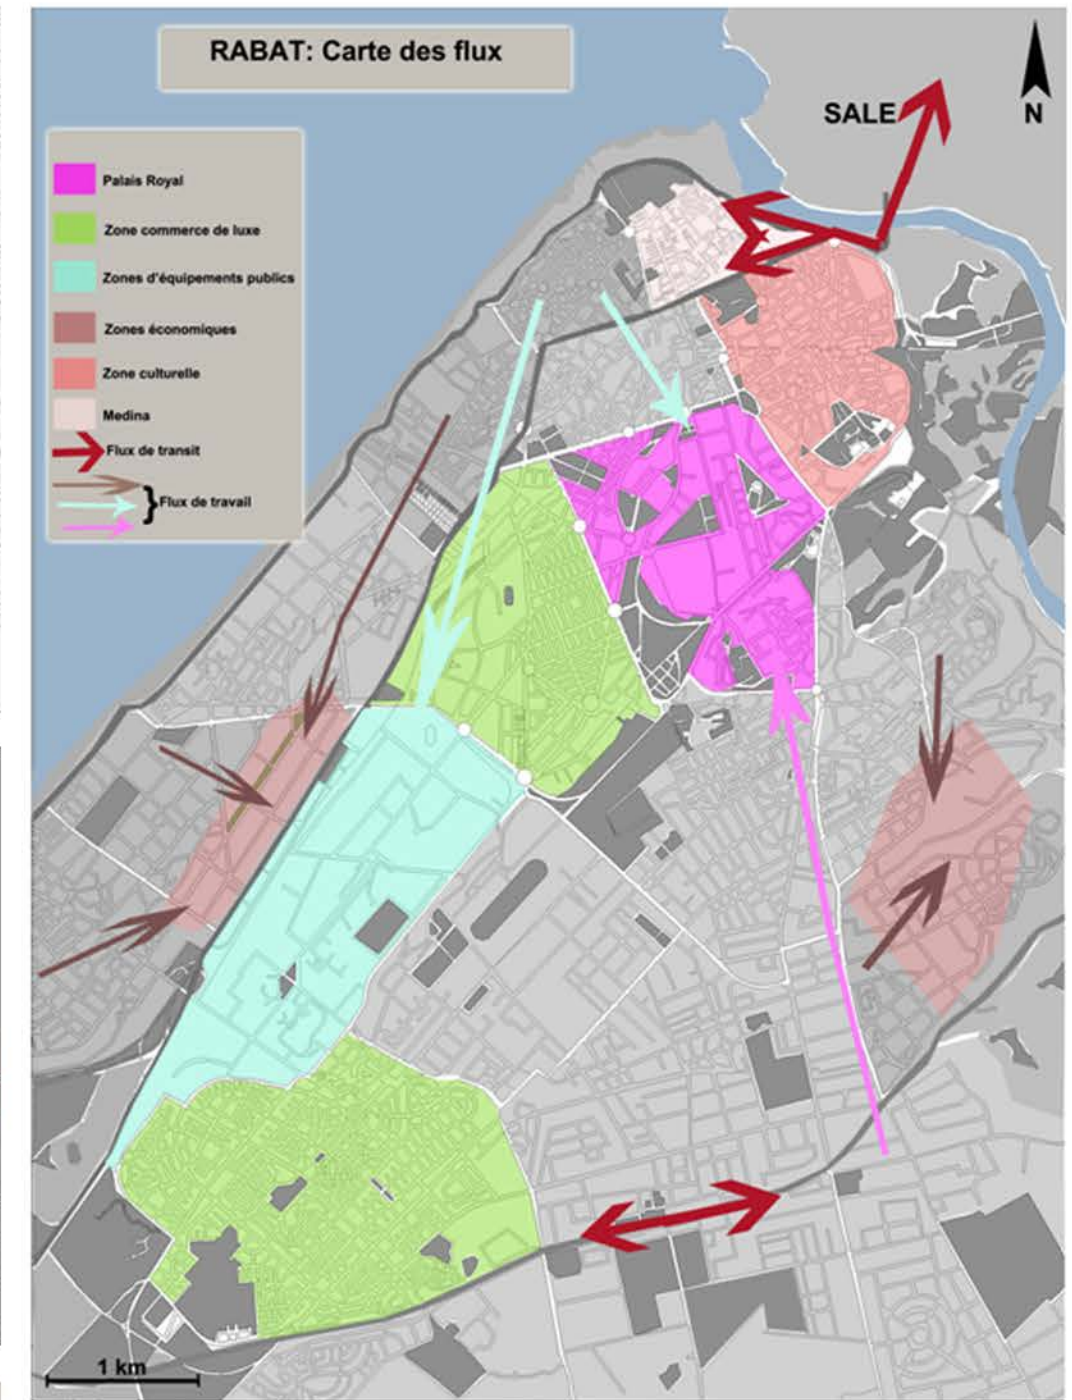 RABAT: Carte des flux
SALE
N
Palais Royal
Zone commerce de luxe
Zones d'équipements publics
Zones économiques
Zone culturelle
Medina
Flux de transit
}Flux de travail
1 km